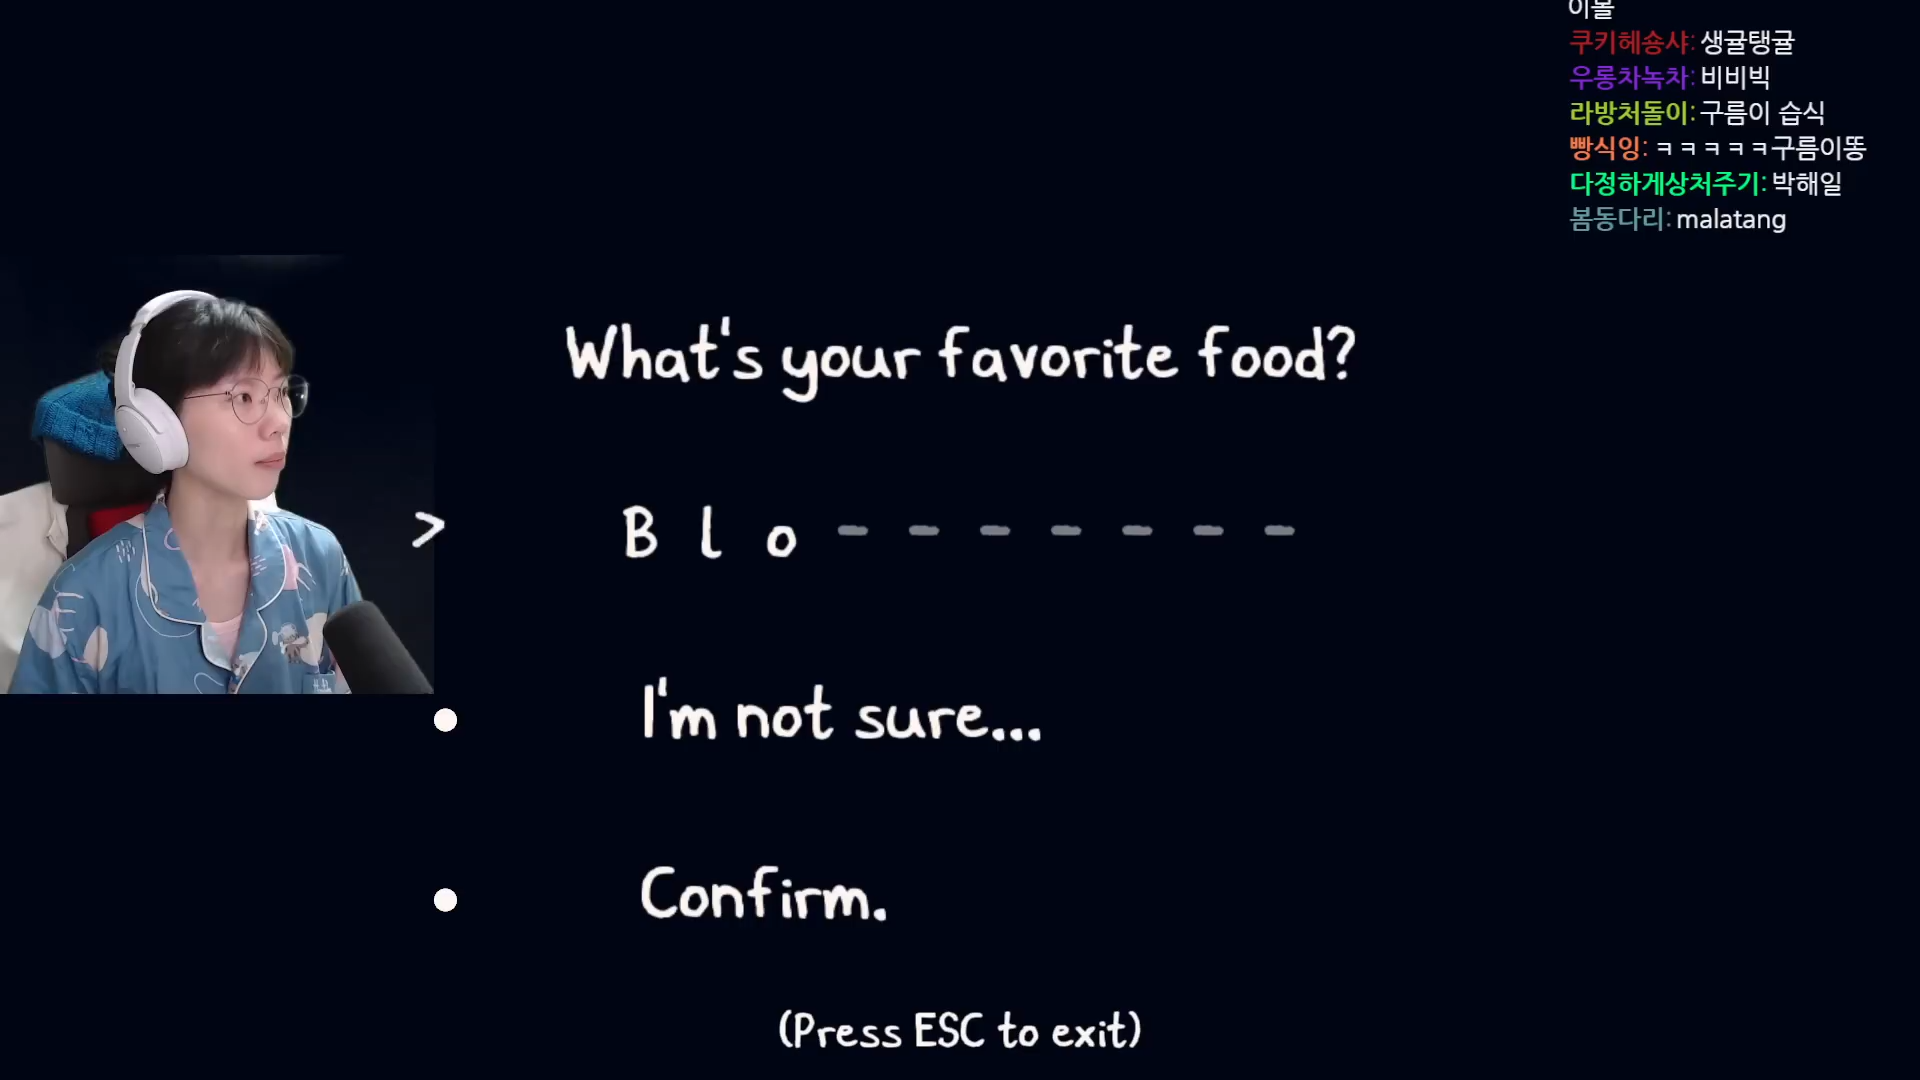 이볼
쿠키헤숑샤: 생귤탱귤
우롱차녹차: 비비빅
라방처돌이: 구름이 습식
빵식잉: ㅋㅋㅋㅋㅋ구름이똥
다정하게상처주기: 박해일
봄동다리: malatang
What's your favorite food?
> B l o - - - - - - -
I'm not sure...
Confirm.
(Press ESC to exit)